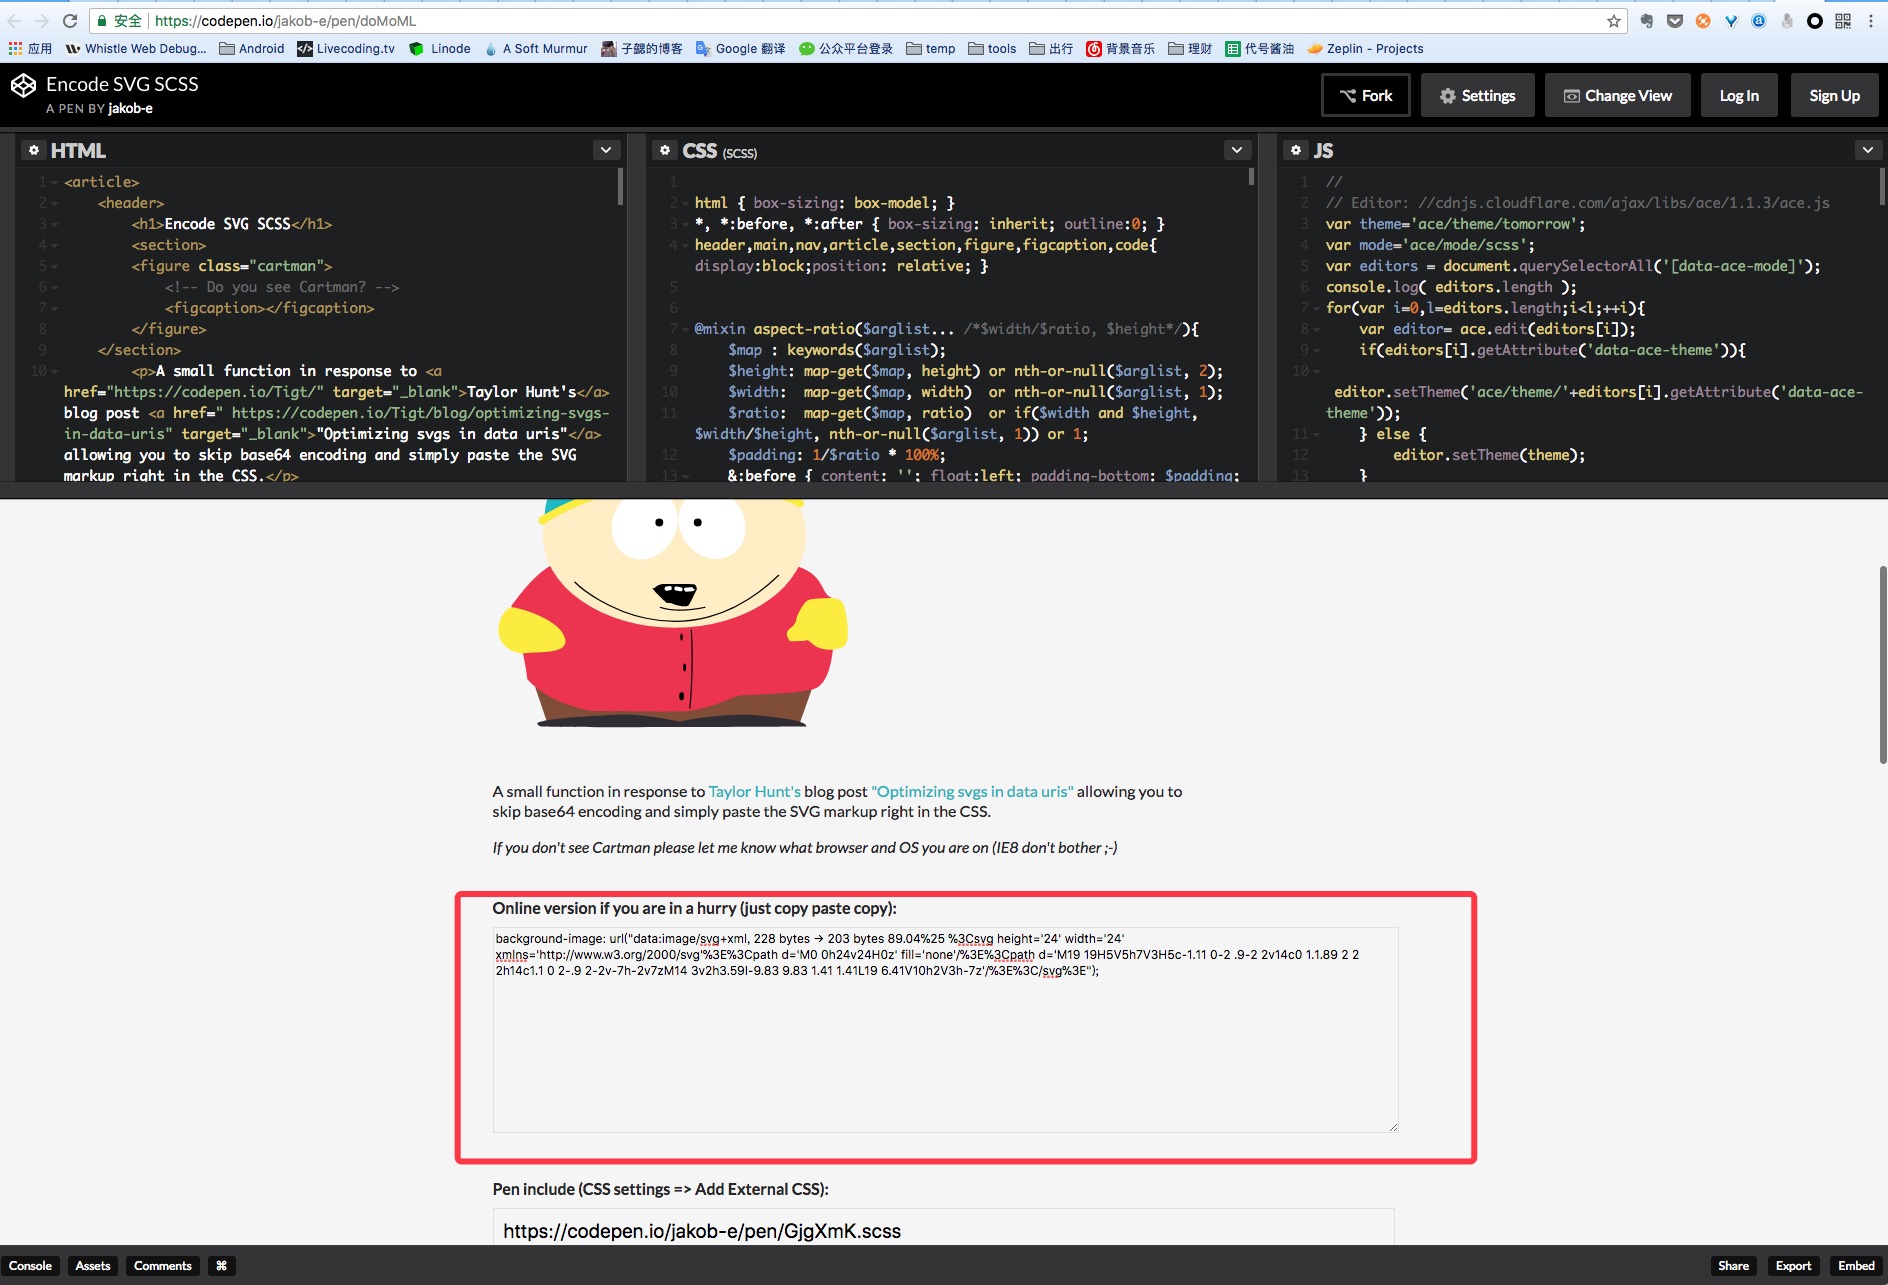 安全 https://codepen.io/jakob-e/pen/doMoML
应用 Whistle Web Debug... Android Livecoding.tv Linode A Soft Murmur 子勰的博客 Google 翻译 公众平台登录 temp tools 出行 背景音乐 理财 代号酱油 Zeplin - Projects
Encode SVG SCSS
A PEN BY jakob-e
Fork Settings Change View Log In Sign Up
HTML
1 <article>
2 <header>
3 <h1>Encode SVG SCSS</h1>
4 <section>
5 <figure class="cartman">
6 <!-- Do you see Cartman? -->
7 <figcaption></figcaption>
8 </figure>
9 </section>
10 <p>A small function in response to <a
href="https://codepen.io/Tigt/" target="_blank">Taylor Hunt's</a>
blog post <a href=" https://codepen.io/Tigt/blog/optimizing-svgs-
in-data-uris" target="_blank">"Optimizing svgs in data uris"</a>
allowing you to skip base64 encoding and simply paste the SVG
markup right in the CSS.</p>
CSS (SCSS)
1
2 html { box-sizing: box-model; }
3 *, *:before, *:after { box-sizing: inherit; outline:0; }
4 header,main,nav,article,section,figure,figcaption,code{
display:block;position: relative; }
5
6
7 @mixin aspect-ratio($arglist... /*$width/$ratio, $height*/){
8 $map : keywords($arglist);
9 $height: map-get($map, height) or nth-or-null($arglist, 2);
10 $width: map-get($map, width) or nth-or-null($arglist, 1);
11 $ratio: map-get($map, ratio) or if($width and $height,
$width/$height, nth-or-null($arglist, 1)) or 1;
12 $padding: 1/$ratio * 100%;
13 &:before { content: ''; float:left; padding-bottom: $padding;
JS
1 //
2 // Editor: //cdnjs.cloudflare.com/ajax/libs/ace/1.1.3/ace.js
3 var theme='ace/theme/tomorrow';
4 var mode='ace/mode/scss';
5 var editors = document.querySelectorAll('[data-ace-mode]');
6 console.log( editors.length );
7 for(var i=0,l=editors.length;i<l;++i){
8 var editor= ace.edit(editors[i]);
9 if(editors[i].getAttribute('data-ace-theme')){
10
editor.setTheme('ace/theme/'+editors[i].getAttribute('data-ace-
theme'));
11 } else {
12 editor.setTheme(theme);
13 }
A small function in response to Taylor Hunt's blog post "Optimizing svgs in data uris" allowing you to
skip base64 encoding and simply paste the SVG markup right in the CSS.
If you don't see Cartman please let me know what browser and OS you are on (IE8 don't bother ;-)
Online version if you are in a hurry (just copy paste copy):
background-image: url("data:image/svg+xml, 228 bytes → 203 bytes 89.04%25 %3Csvg height='24' width='24'
xmlns='http://www.w3.org/2000/svg'%3E%3Cpath d='M0 0h24v24H0z' fill='none'/%3E%3Cpath d='M19 19H5V5h7V3H5c-1.11 0-2 .9-2 2v14c0 1.1.89 2 2
2h14c1.1 0 2-.9 2-2v-7h-2v7zM14 3v2h3.59l-9.83 9.83 1.41 1.41L19 6.41V10h2V3h-7z'/%3E%3C/svg%3E");
Pen include (CSS settings => Add External CSS):
https://codepen.io/jakob-e/pen/GjgXmK.scss
Console Assets Comments ⌘ Share Export Embed